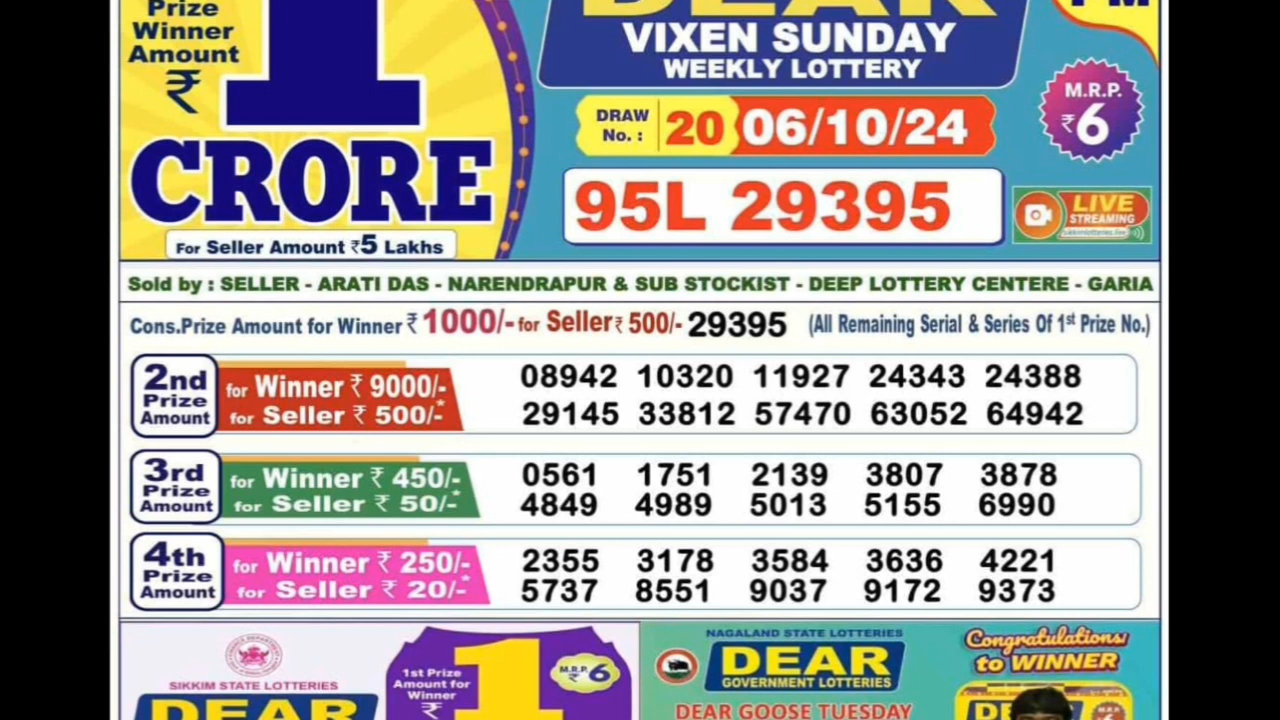 Prize
Winner
Amount
₹
1
CRORE
For Seller Amount ₹5 Lakhs
DEAR
VIXEN SUNDAY
WEEKLY LOTTERY
PM
DRAW
No. :
20
06/10/24
M.R.P.
₹6
95L 29395
LIVE
STREAMING
sikkimlotteries.live
Sold by : SELLER - ARATI DAS - NARENDRAPUR & SUB STOCKIST - DEEP LOTTERY CENTERE - GARIA
Cons.Prize Amount for Winner ₹ 1000/- for Seller ₹ 500/- 29395 (All Remaining Serial & Series Of 1st Prize No.)
2nd
Prize
Amount
for Winner ₹ 9000/-
for Seller ₹ 500/-*
08942 10320 11927 24343 24388
29145 33812 57470 63052 64942
3rd
Prize
Amount
for Winner ₹ 450/-
for Seller ₹ 50/-*
0561 1751 2139 3807 3878
4849 4989 5013 5155 6990
4th
Prize
Amount
for Winner ₹ 250/-
for Seller ₹ 20/-*
2355 3178 3584 3636 4221
5737 8551 9037 9172 9373
SIKKIM STATE LOTTERIES
DEAR
1st Prize
Amount for
Winner
₹
1
M.R.P.
₹6
NAGALAND STATE LOTTERIES
DEAR
GOVERNMENT LOTTERIES
DEAR GOOSE TUESDAY
Congratulations
to WINNER